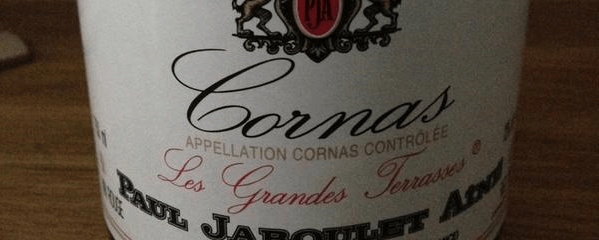 PJA
Cornas
APPELLATION CORNAS CONTRÔLÉE
Les Grandes Terrasses ®
PAUL JABOULET AÎNÉ